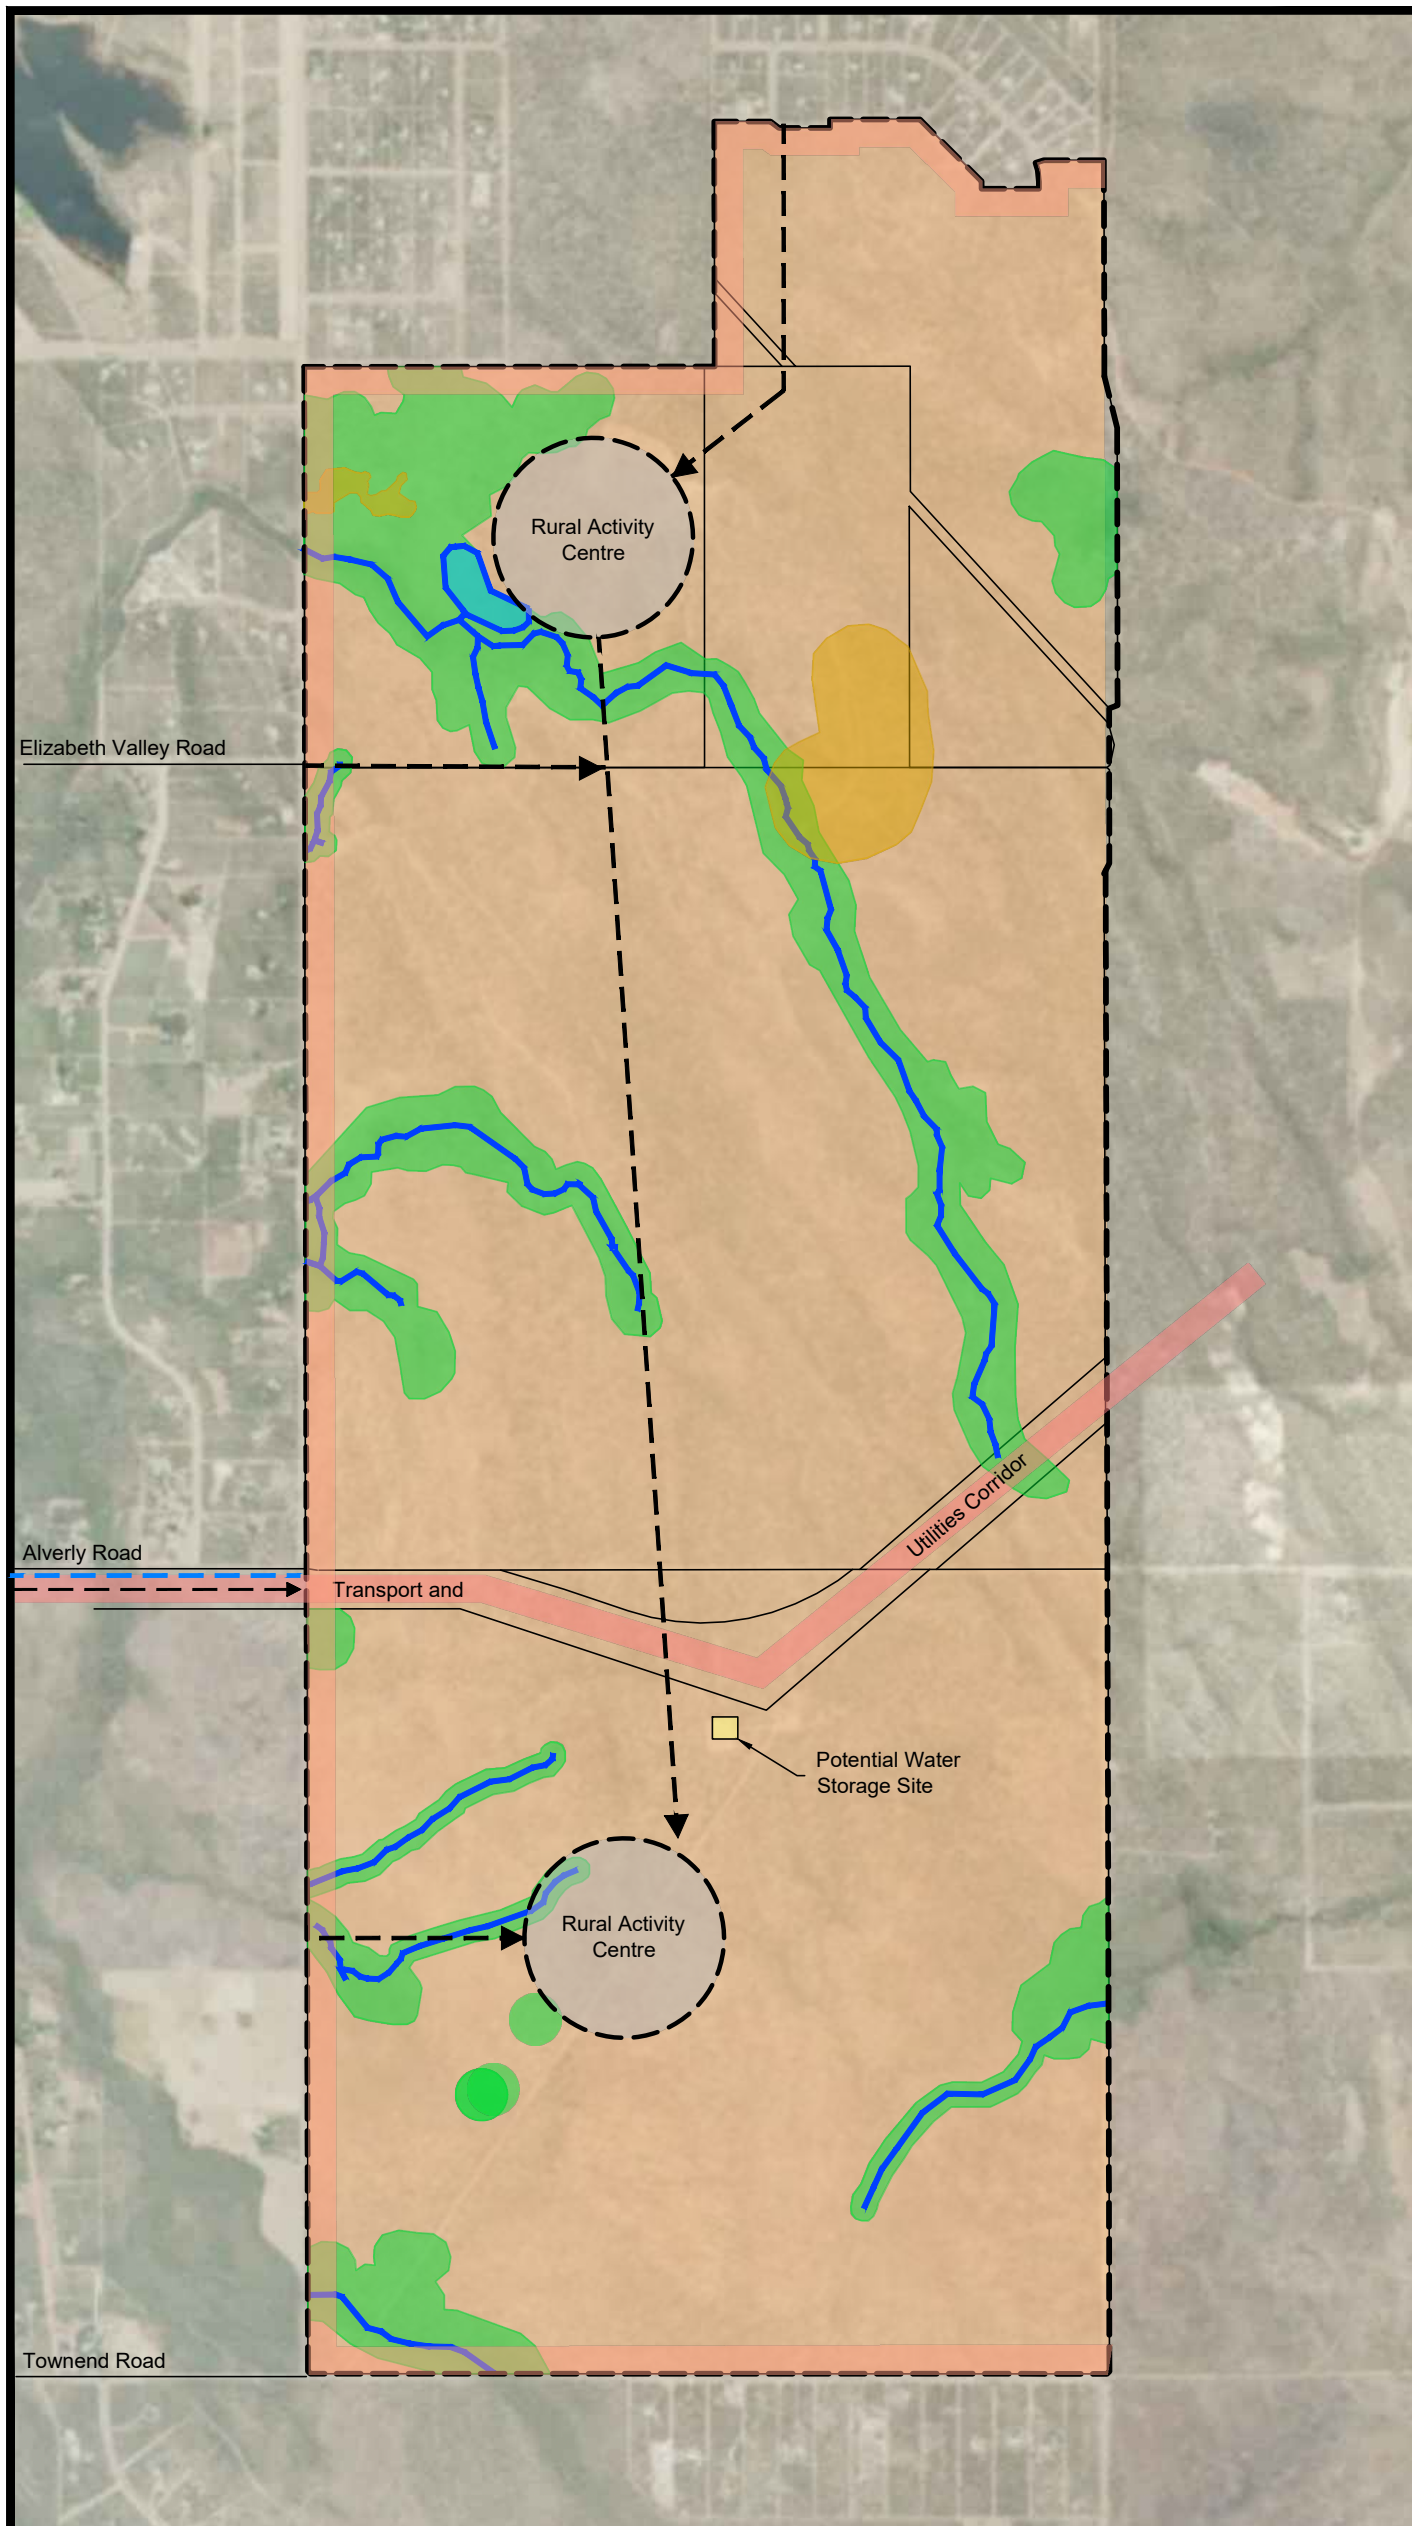 Rural Activity
Centre
Elizabeth Valley Road
Alverly Road
Transport and
Utilities Corridor
Potential Water
Storage Site
Rural Activity
Centre
Townend Road